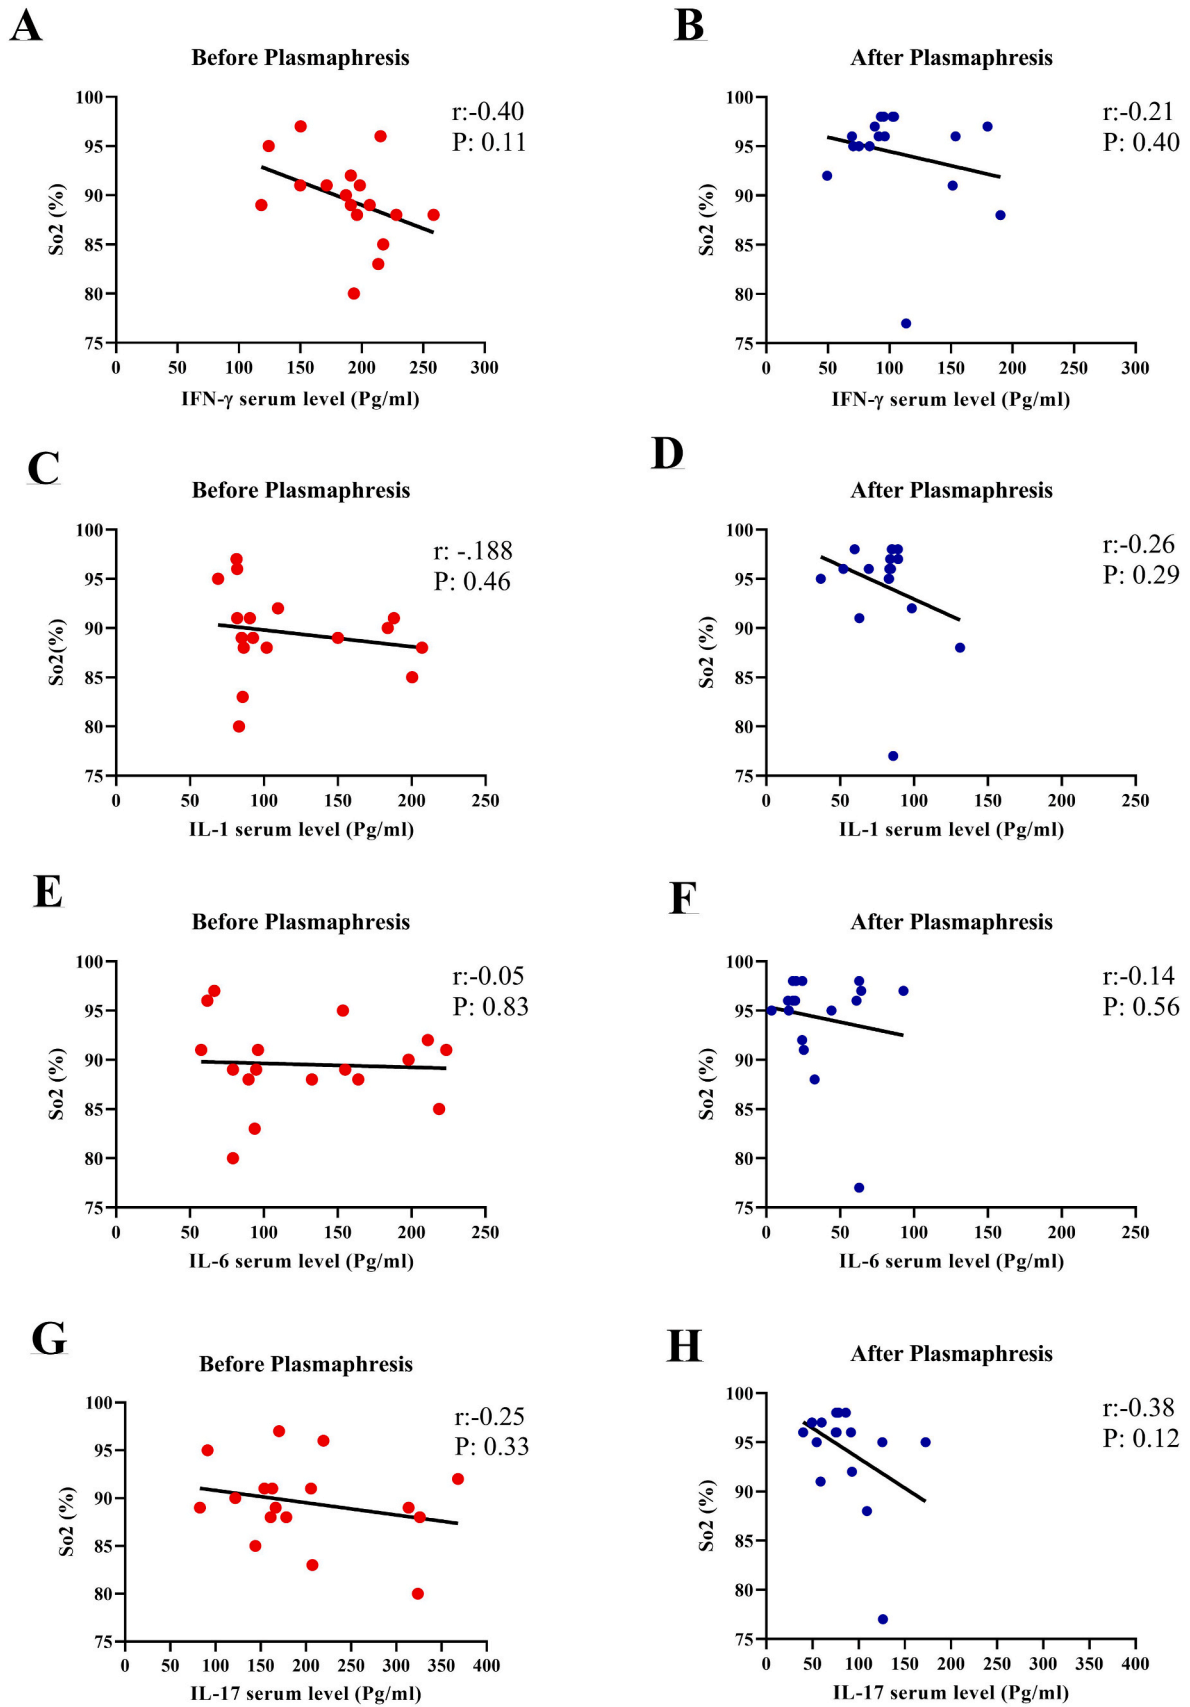 A
Before Plasmaphresis
r:-0.40
P: 0.11
100
95
90
85
80
75
So2 (%)
0 50 100 150 200 250 300
IFN-γ serum level (Pg/ml)
B
After Plasmaphresis
r:-0.21
P: 0.40
100
95
90
85
80
75
So2 (%)
0 50 100 150 200 250 300
IFN-γ serum level (Pg/ml)
C
Before Plasmaphresis
r: -.188
P: 0.46
100
95
90
85
80
75
So2(%)
0 50 100 150 200 250
IL-1 serum level (Pg/ml)
D
After Plasmaphresis
r:-0.26
P: 0.29
100
95
90
85
80
75
So2 (%)
0 50 100 150 200 250
IL-1 serum level (Pg/ml)
E
Before Plasmaphresis
r:-0.05
P: 0.83
100
95
90
85
80
75
So2 (%)
0 50 100 150 200 250
IL-6 serum level (Pg/ml)
F
After Plasmaphresis
r:-0.14
P: 0.56
100
95
90
85
80
75
So2 (%)
0 50 100 150 200 250
IL-6 serum level (Pg/ml)
G
Before Plasmaphresis
r:-0.25
P: 0.33
100
95
90
85
80
75
So2 (%)
0 50 100 150 200 250 300 350 400
IL-17 serum level (Pg/ml)
H
After Plasmaphresis
r:-0.38
P: 0.12
100
95
90
85
80
75
So2 (%)
0 50 100 150 200 250 300 350 400
IL-17 serum level (Pg/ml)